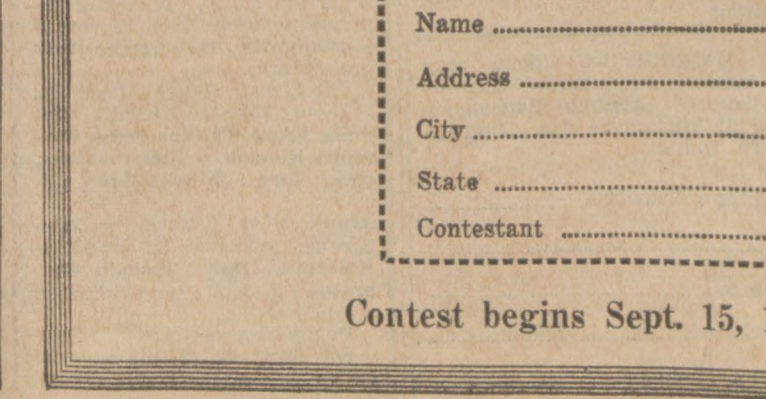 Name
Address
City
State
Contestant
Contest begins Sept. 15,